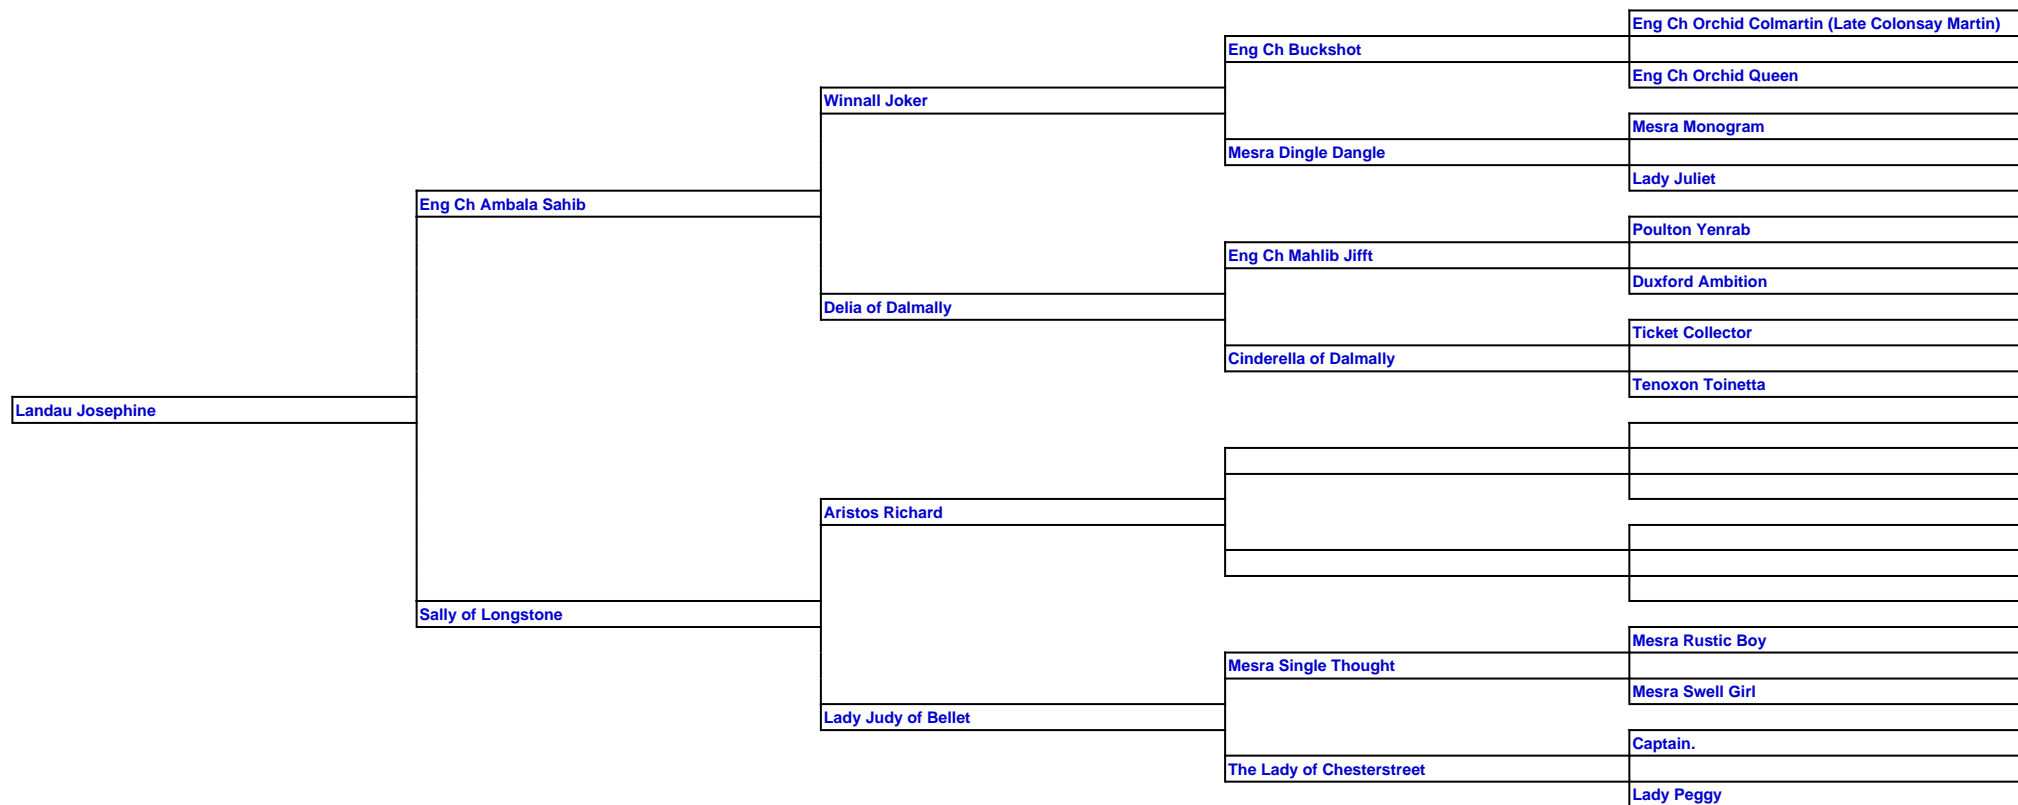 Eng Ch Orchid Colmartin (Late Colonsay Martin)
Eng Ch Buckshot
Eng Ch Orchid Queen
Winnall Joker
Mesra Monogram
Mesra Dingle Dangle
Lady Juliet
Eng Ch Ambala Sahib
Poulton Yenrab
Eng Ch Mahlib Jifft
Duxford Ambition
Delia of Dalmally
Ticket Collector
Cinderella of Dalmally
Tenoxon Toinetta
Landau Josephine
Aristos Richard
Sally of Longstone
Mesra Rustic Boy
Mesra Single Thought
Mesra Swell Girl
Lady Judy of Bellet
Captain.
The Lady of Chesterstreet
Lady Peggy